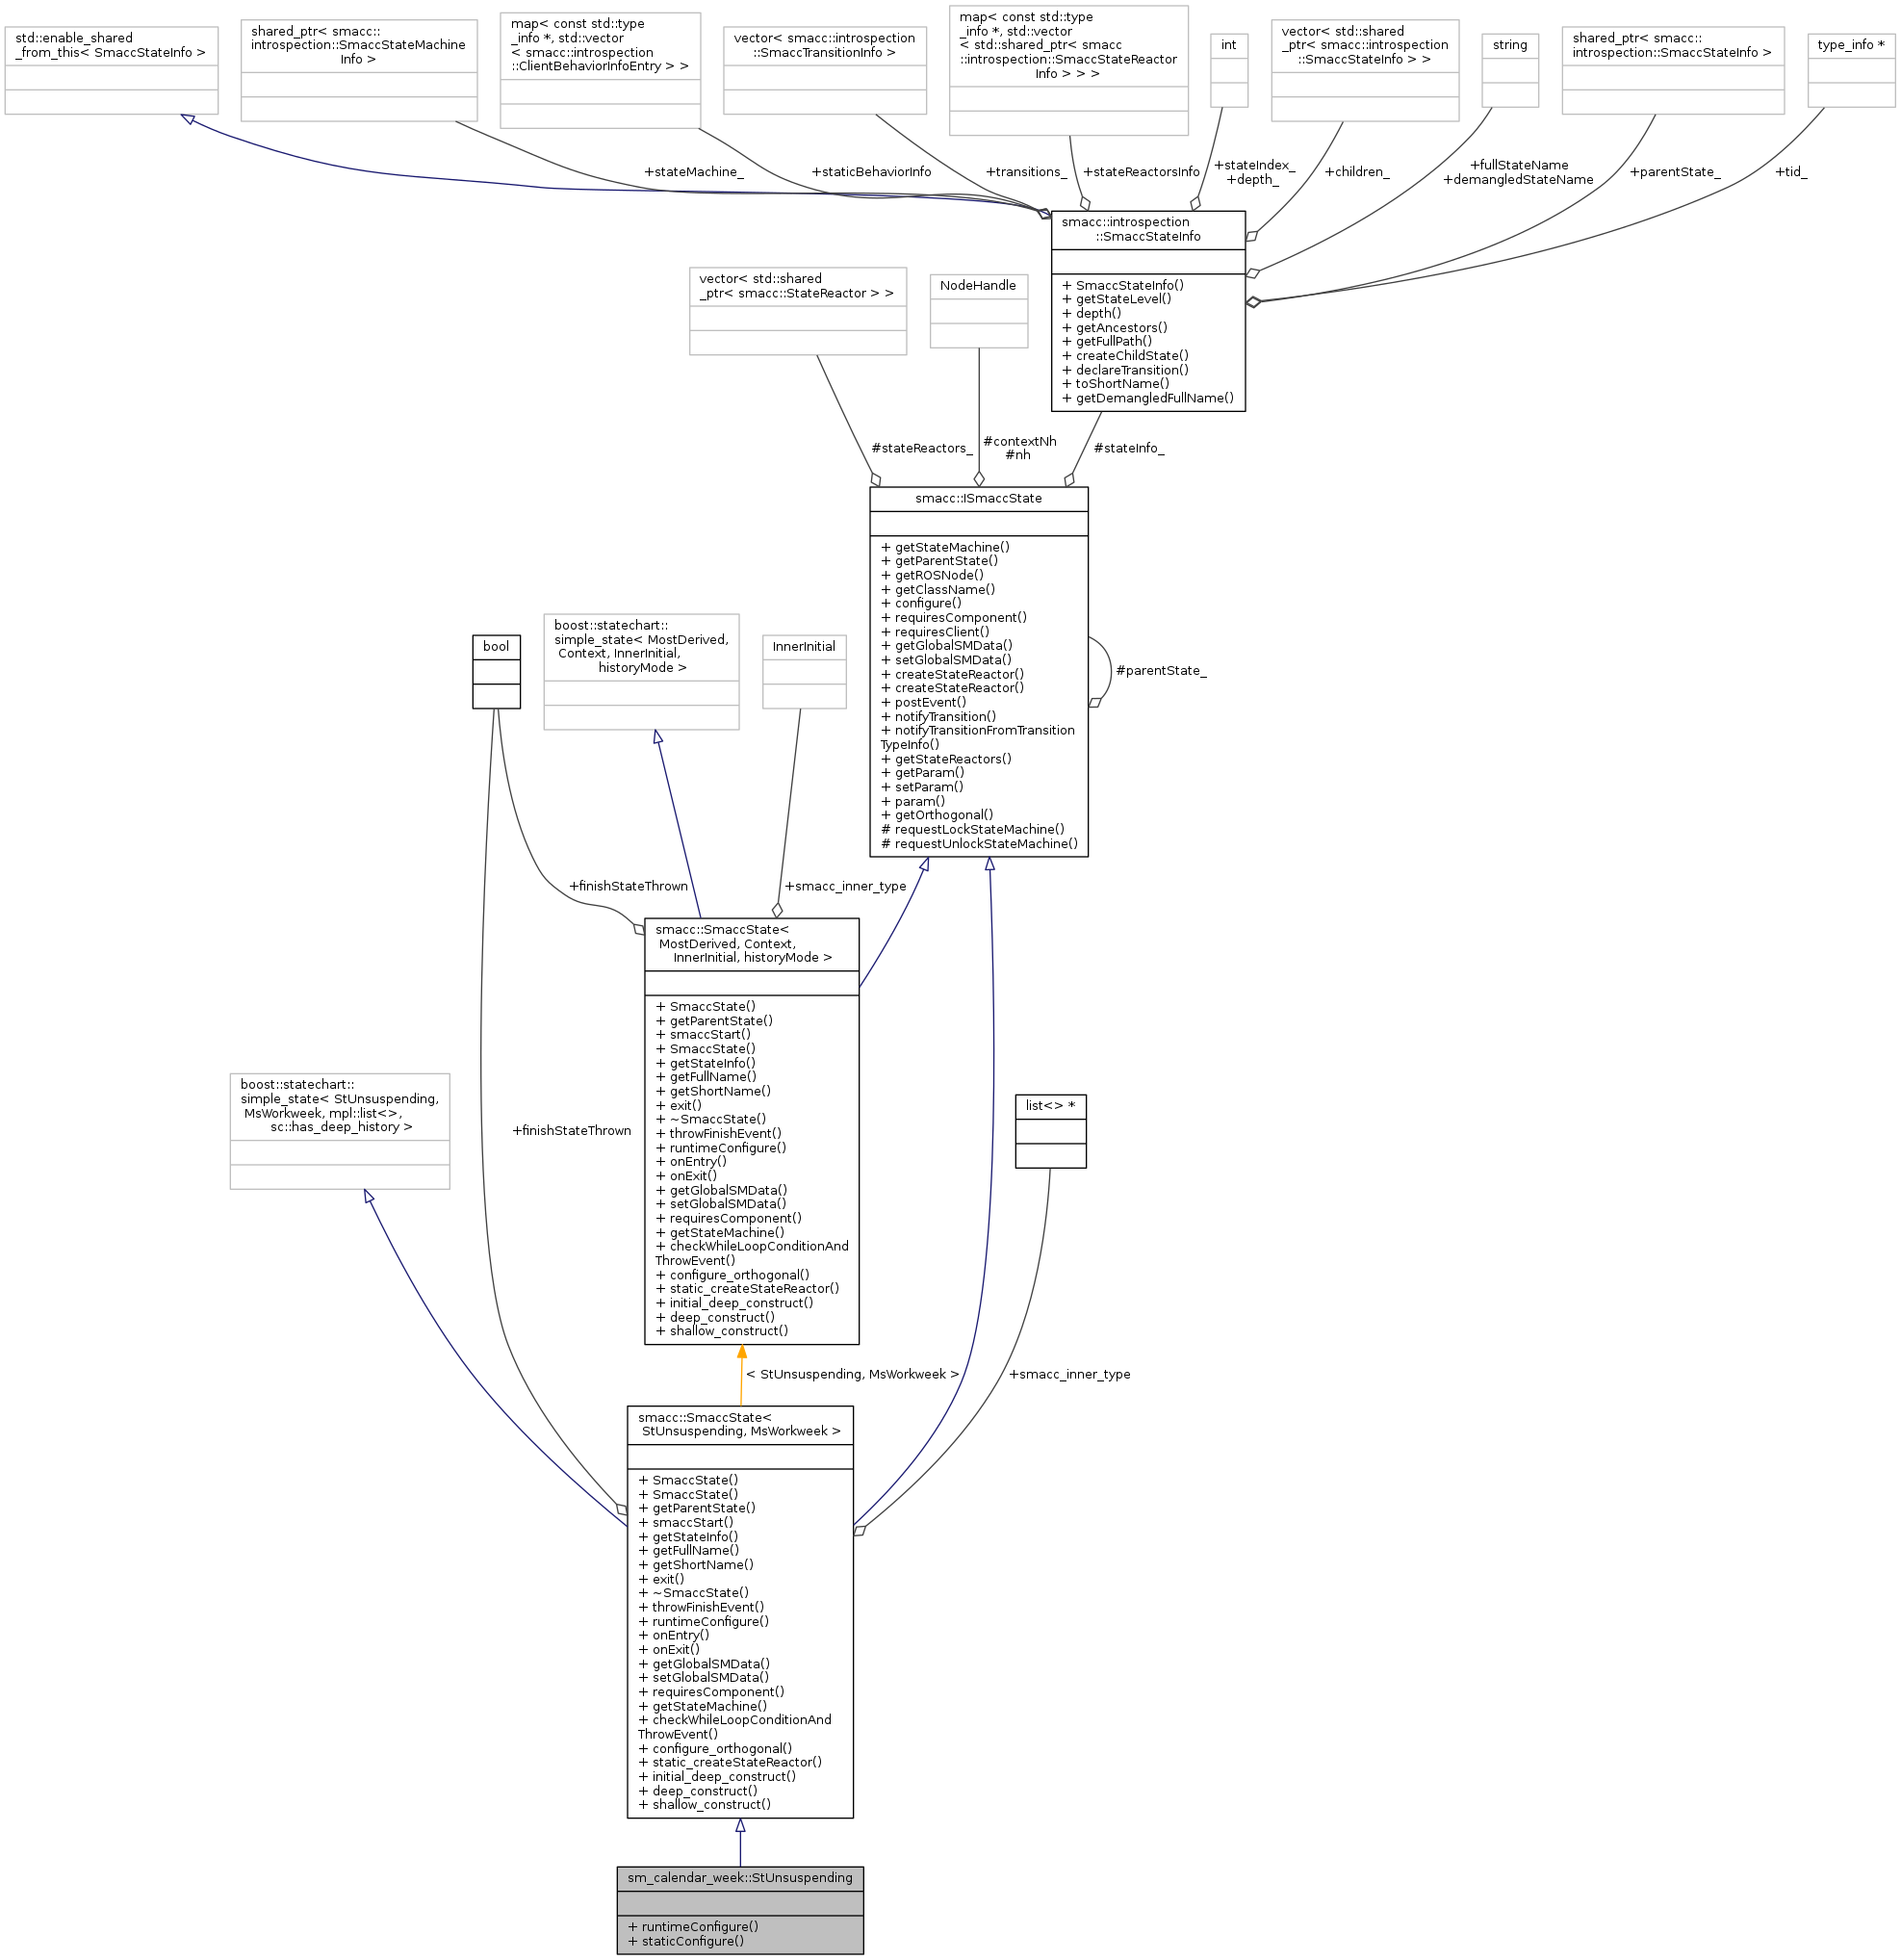 std::enable_shared
_from_this< SmaccStateInfo >
shared_ptr< smacc::
introspection::SmaccStateMachine
Info >
map< const std::type
_info *, std::vector
< smacc::introspection
::ClientBehaviorInfoEntry > >
vector< smacc::introspection
::SmaccTransitionInfo >
map< const std::type
_info *, std::vector
< std::shared_ptr< smacc
::introspection::SmaccStateReactor
Info > > >
int
vector< std::shared
_ptr< smacc::introspection
::SmaccStateInfo > >
string
shared_ptr< smacc::
introspection::SmaccStateInfo >
type_info *
+stateMachine_
+staticBehaviorInfo
+transitions_
+stateReactorsInfo
+stateIndex_
+depth_
+children_
+fullStateName
+demangledStateName
+parentState_
+tid_
smacc::introspection
::SmaccStateInfo
+ SmaccStateInfo()
+ getStateLevel()
+ depth()
+ getAncestors()
+ getFullPath()
+ createChildState()
+ declareTransition()
+ toShortName()
+ getDemangledFullName()
vector< std::shared
_ptr< smacc::StateReactor > >
NodeHandle
#stateReactors_
#contextNh
#nh
#stateInfo_
smacc::ISmaccState
+ getStateMachine()
+ getParentState()
+ getROSNode()
+ getClassName()
+ configure()
+ requiresComponent()
+ requiresClient()
+ getGlobalSMData()
+ setGlobalSMData()
+ createStateReactor()
+ createStateReactor()
+ postEvent()
+ notifyTransition()
+ notifyTransitionFromTransition
TypeInfo()
+ getStateReactors()
+ getParam()
+ setParam()
+ param()
+ getOrthogonal()
# requestLockStateMachine()
# requestUnlockStateMachine()
#parentState_
bool
boost::statechart::
simple_state< MostDerived,
Context, InnerInitial,
historyMode >
InnerInitial
+finishStateThrown
+smacc_inner_type
smacc::SmaccState<
MostDerived, Context,
InnerInitial, historyMode >
+ SmaccState()
+ getParentState()
+ smaccStart()
+ SmaccState()
+ getStateInfo()
+ getFullName()
+ getShortName()
+ exit()
+ ~SmaccState()
+ throwFinishEvent()
+ runtimeConfigure()
+ onEntry()
+ onExit()
+ getGlobalSMData()
+ setGlobalSMData()
+ requiresComponent()
+ getStateMachine()
+ checkWhileLoopConditionAnd
ThrowEvent()
+ configure_orthogonal()
+ static_createStateReactor()
+ initial_deep_construct()
+ deep_construct()
+ shallow_construct()
boost::statechart::
simple_state< StUnsuspending,
MsWorkweek, mpl::list<>,
sc::has_deep_history >
+finishStateThrown
list<> *
< StUnsuspending, MsWorkweek >
+smacc_inner_type
smacc::SmaccState<
StUnsuspending, MsWorkweek >
+ SmaccState()
+ SmaccState()
+ getParentState()
+ smaccStart()
+ getStateInfo()
+ getFullName()
+ getShortName()
+ exit()
+ ~SmaccState()
+ throwFinishEvent()
+ runtimeConfigure()
+ onEntry()
+ onExit()
+ getGlobalSMData()
+ setGlobalSMData()
+ requiresComponent()
+ getStateMachine()
+ checkWhileLoopConditionAnd
ThrowEvent()
+ configure_orthogonal()
+ static_createStateReactor()
+ initial_deep_construct()
+ deep_construct()
+ shallow_construct()
sm_calendar_week::StUnsuspending
+ runtimeConfigure()
+ staticConfigure()